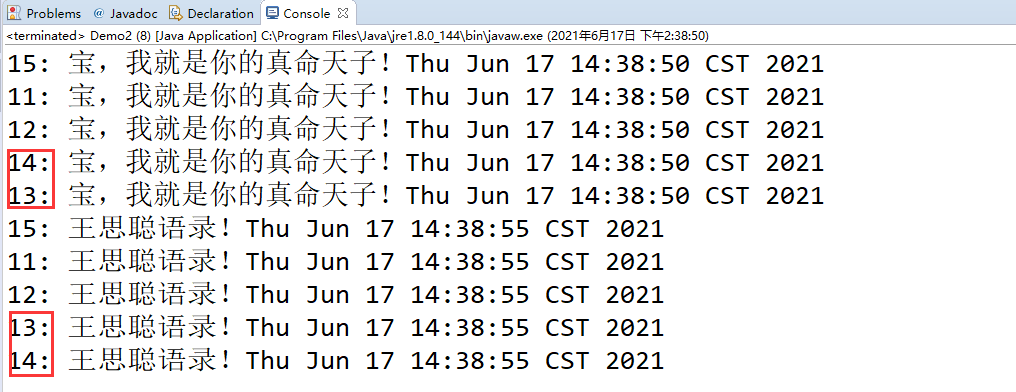 Problems @ Javadoc Declaration Console
<terminated> Demo2 (8) [Java Application] C:\Program Files\Java\jre1.8.0_144\bin\javaw.exe (2021年6月17日 下午2:38:50)
15: 宝，我就是你的真命天子！Thu Jun 17 14:38:50 CST 2021
11: 宝，我就是你的真命天子！Thu Jun 17 14:38:50 CST 2021
12: 宝，我就是你的真命天子！Thu Jun 17 14:38:50 CST 2021
14: 宝，我就是你的真命天子！Thu Jun 17 14:38:50 CST 2021
13: 宝，我就是你的真命天子！Thu Jun 17 14:38:50 CST 2021
15: 王思聪语录！Thu Jun 17 14:38:55 CST 2021
11: 王思聪语录！Thu Jun 17 14:38:55 CST 2021
12: 王思聪语录！Thu Jun 17 14:38:55 CST 2021
13: 王思聪语录！Thu Jun 17 14:38:55 CST 2021
14: 王思聪语录！Thu Jun 17 14:38:55 CST 2021